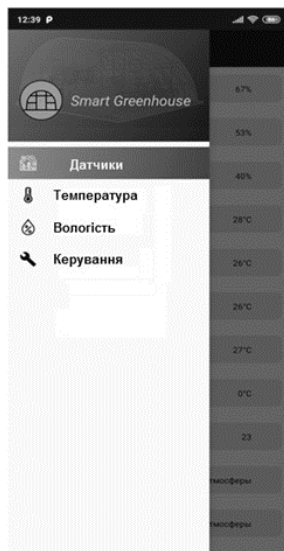 12:39 P
Smart Greenhouse
Датчики
Температура
Вологість
Керування
67%
53%
40%
28°C
26°C
26°C
27°C
0°C
23
тмосферы
тмосферы